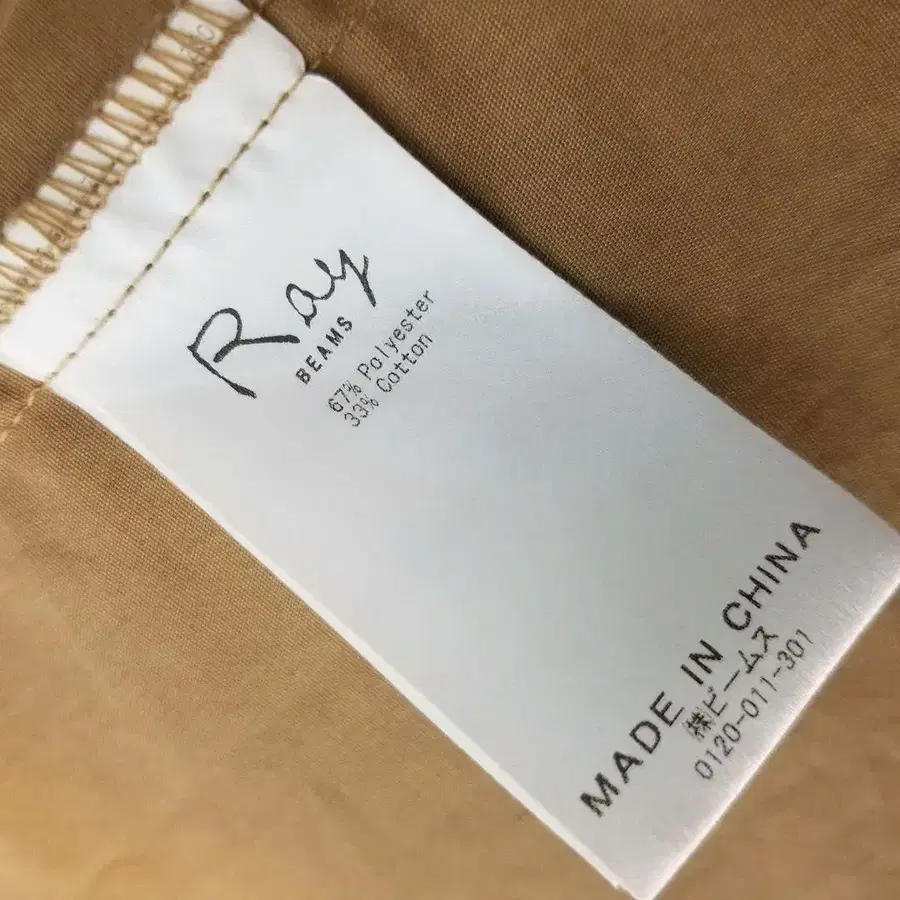 Ray
BEAMS
67% Polyester
33% Cotton
MADE IN CHINA
㈱ビームス
0120-011-301